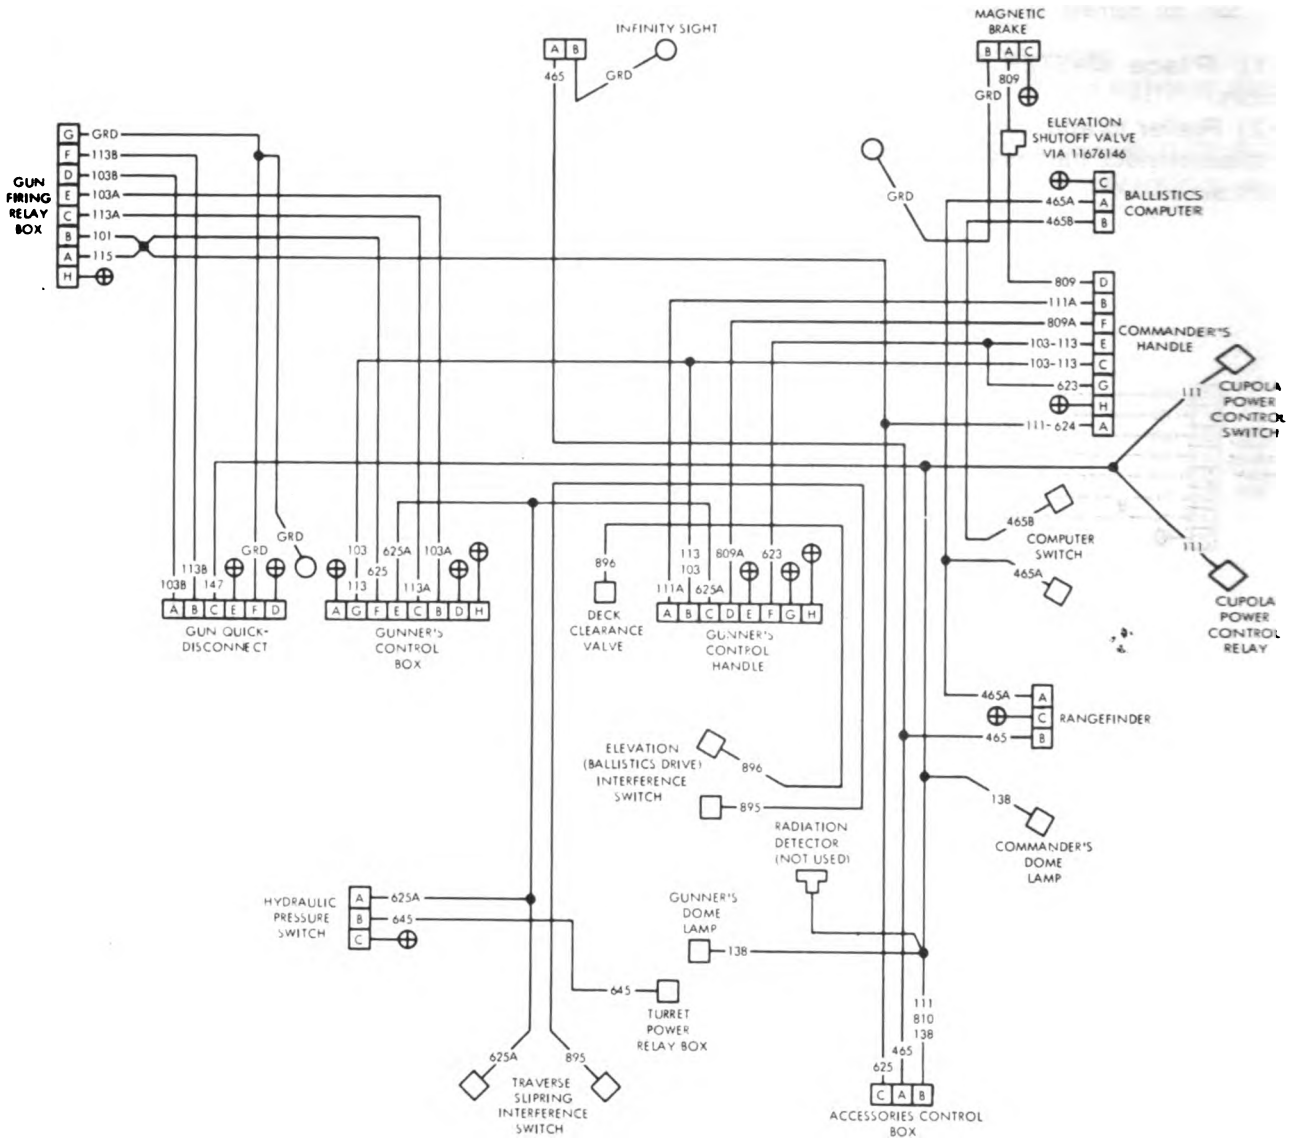 MAGNETIC
BRAKE
B A C
809
GRD
INFINITY SIGHT
A B
465
GRD
ELEVATION
SHUTOFF VALVE
VIA 11676146
GRD
C
465A A
465B B
BALLISTICS
COMPUTER
GUN
FIRING
RELAY
BOX
G GRD
F 113B
D 103B
E 103A
C 113A
B 101
A 115
H
809 D
111A B
809A F
103-113 E
103-113 C
623 G
H
111-624 A
COMMANDER'S
HANDLE
111
CUPOLA
POWER
CONTROL
SWITCH
465B
COMPUTER
SWITCH
465A
111
CUPOLA
POWER
CONTROL
RELAY
103B
113B
147
GRD
GRD
A B C E F D
GUN QUICK-
DISCONNECT
103
113
625
625A
113A
103A
A G F E C B D H
GUNNER'S
CONTROL
BOX
896
DECK
CLEARANCE
VALVE
111A
113
103
625A
809A
623
A B C D E F G H
GUNNER'S
CONTROL
HANDLE
465A A
C
465 B
RANGEFINDER
ELEVATION
(BALLISTICS DRIVE)
INTERFERENCE
SWITCH
896
895
RADIATION
DETECTOR
(NOT USED)
138
COMMANDER'S
DOME
LAMP
HYDRAULIC
PRESSURE
SWITCH
A 625A
B 645
C
GUNNER'S
DOME
LAMP
138
645
TURRET
POWER
RELAY BOX
625A
895
TRAVERSE
SLIPRING
INTERFERENCE
SWITCH
111
810
138
465
625
C A B
ACCESSORIES CONTROL
BOX